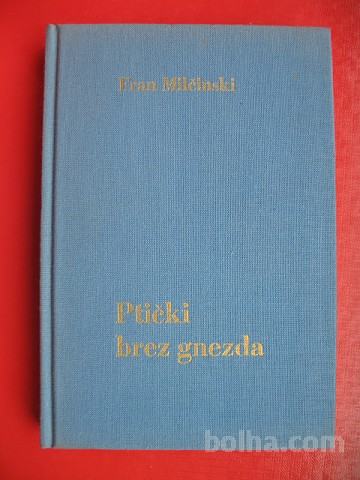 Fran Milčinski
Ptički
brez gnezda
bolha.com